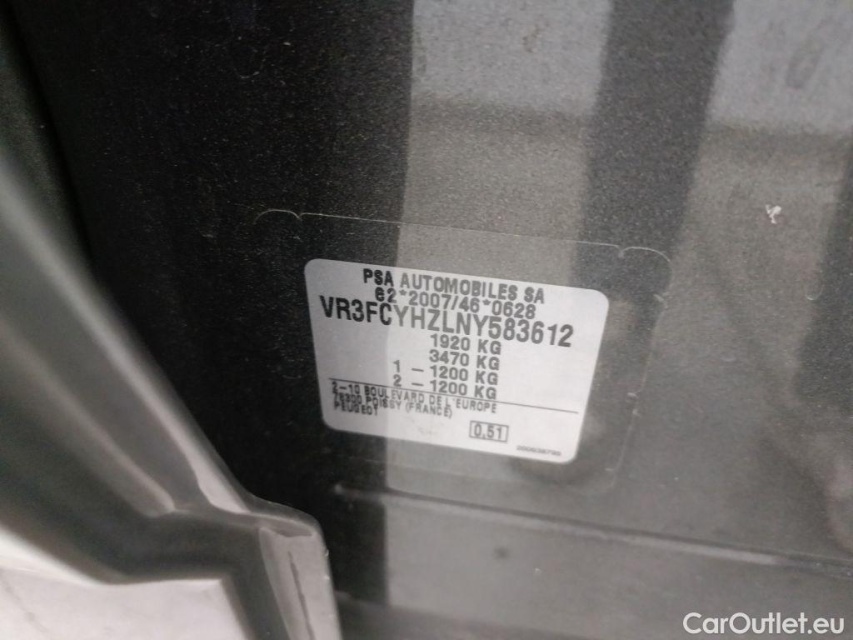 PSA AUTOMOBILES SA
62*2007/46*0628
VR3FCYHZLNY583612
1920 KG
3470 KG
1 - 1200 KG
2 - 1200 KG
2-10 BOULEVARD DE L'EUROPE
78300 POISSY (FRANCE)
PEUGEOT
0.51
CarOutlet.eu